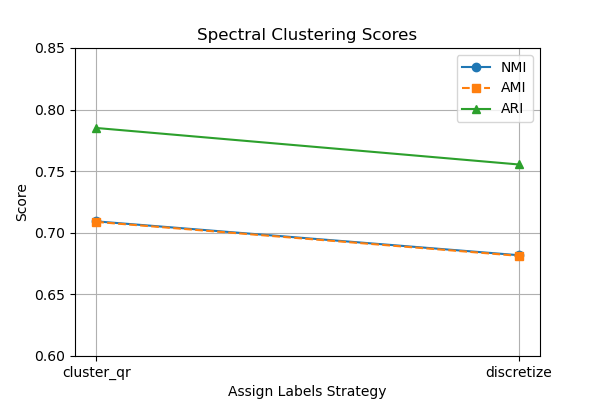 Spectral Clustering Scores
0.85
0.80
0.75
0.70
0.65
0.60
Score
NMI
AMI
ARI
cluster_qr
discretize
Assign Labels Strategy